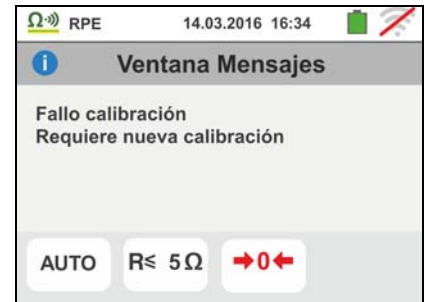 Ω RPE 14.03.2016 16:34
i Ventana Mensajes
Fallo calibración
Requiere nueva calibración
AUTO R≤ 5Ω →0←